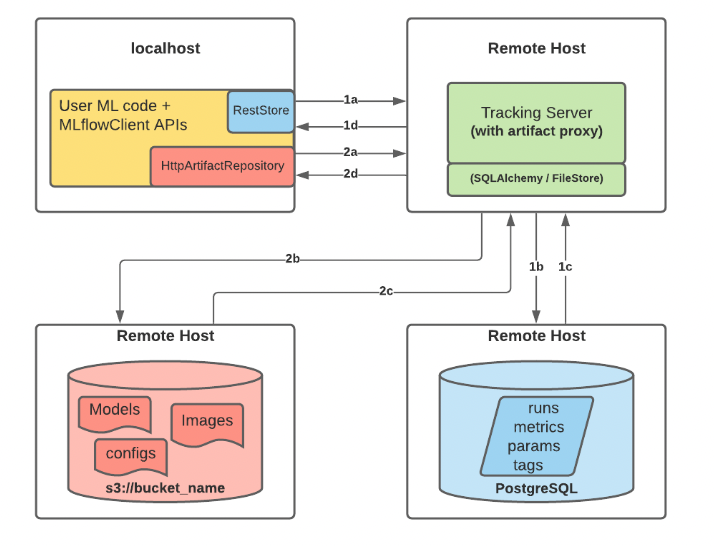 localhost
Remote Host
User ML code +
MLflowClient APIs
RestStore
HttpArtifactRepository
1a
1d
2a
2d
Tracking Server
(with artifact proxy)
(SQLAlchemy / FileStore)
2b
2c
1b
1c
Remote Host
Models
Images
configs
s3://bucket_name
Remote Host
runs
metrics
params
tags
PostgreSQL